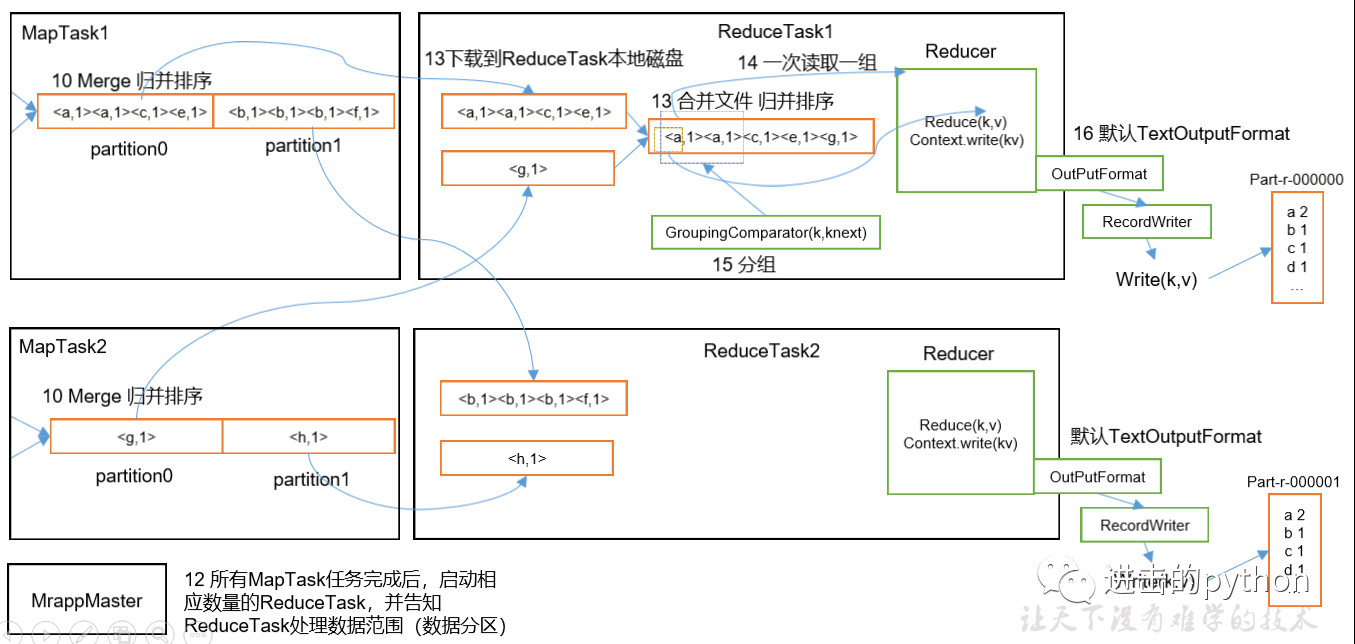 MapTask1
10 Merge 归并排序
<a,1><a,1><c,1><e,1>
<b,1><b,1><b,1><f,1>
partition0
partition1
ReduceTask1
Reducer
13下载到ReduceTask本地磁盘
14 一次读取一组
<a,1><a,1><c,1><e,1>
13 合并文件 归并排序
<a,1><a,1><c,1><e,1><g,1>
<g,1>
Reduce(k,v)
Context.write(kv)
GroupingComparator(k,knext)
15 分组
16 默认TextOutputFormat
OutPutFormat
RecordWriter
Write(k,v)
Part-r-000000
a 2
b 1
c 1
d 1
...
MapTask2
10 Merge 归并排序
<g,1>
<h,1>
partition0
partition1
ReduceTask2
Reducer
<b,1><b,1><b,1><f,1>
<h,1>
Reduce(k,v)
Context.write(kv)
默认TextOutputFormat
OutPutFormat
RecordWriter
Part-r-000001
a 2
b 1
c 1
d 1
MrappMaster
12 所有MapTask任务完成后，启动相
应数量的ReduceTask，并告知
ReduceTask处理数据范围（数据分区）
进击的python
让天下没有难学的技术